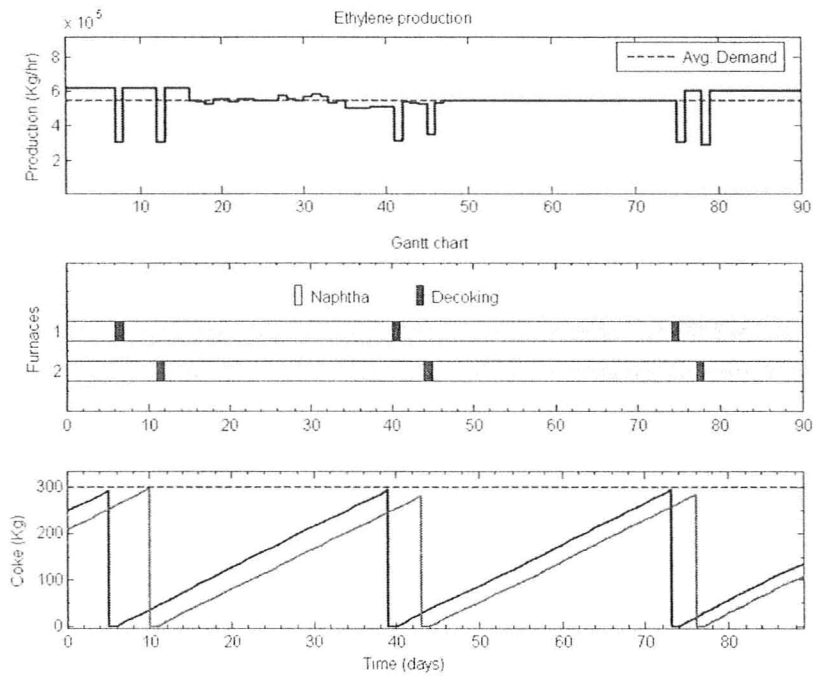 Ethylene production
x 10^5
8
6
4
2
Production (Kg/hr)
Avg. Demand
10 20 30 40 50 60 70 80 90
Gantt chart
Naphtha Decoking
Furnaces
1
2
0 10 20 30 40 50 60 70 80 90
300
200
100
0
Coke (Kg)
0 10 20 30 40 50 60 70 80
Time (days)